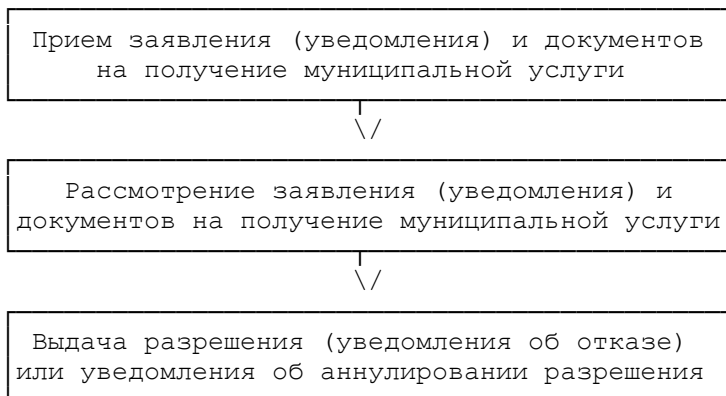 Прием заявления (уведомления) и документов
на получение муниципальной услуги
\/
Рассмотрение заявления (уведомления) и
документов на получение муниципальной услуги
\/
Выдача разрешения (уведомления об отказе)
или уведомления об аннулировании разрешения